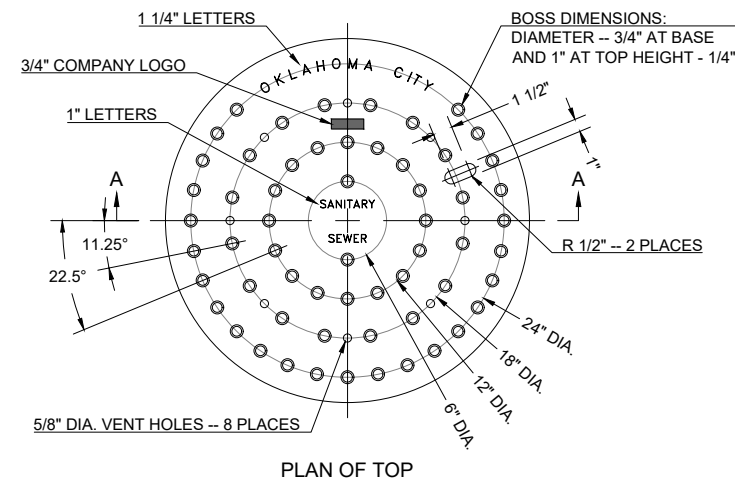 1 1/4" LETTERS
BOSS DIMENSIONS:
DIAMETER -- 3/4" AT BASE
AND 1" AT TOP HEIGHT - 1/4"
3/4" COMPANY LOGO
OKLAHOMA CITY
1 1/2"
1" LETTERS
1"
A
A
SANITARY
SEWER
11.25°
R 1/2" -- 2 PLACES
22.5°
24" DIA.
18" DIA.
12" DIA.
6" DIA.
5/8" DIA. VENT HOLES -- 8 PLACES
PLAN OF TOP